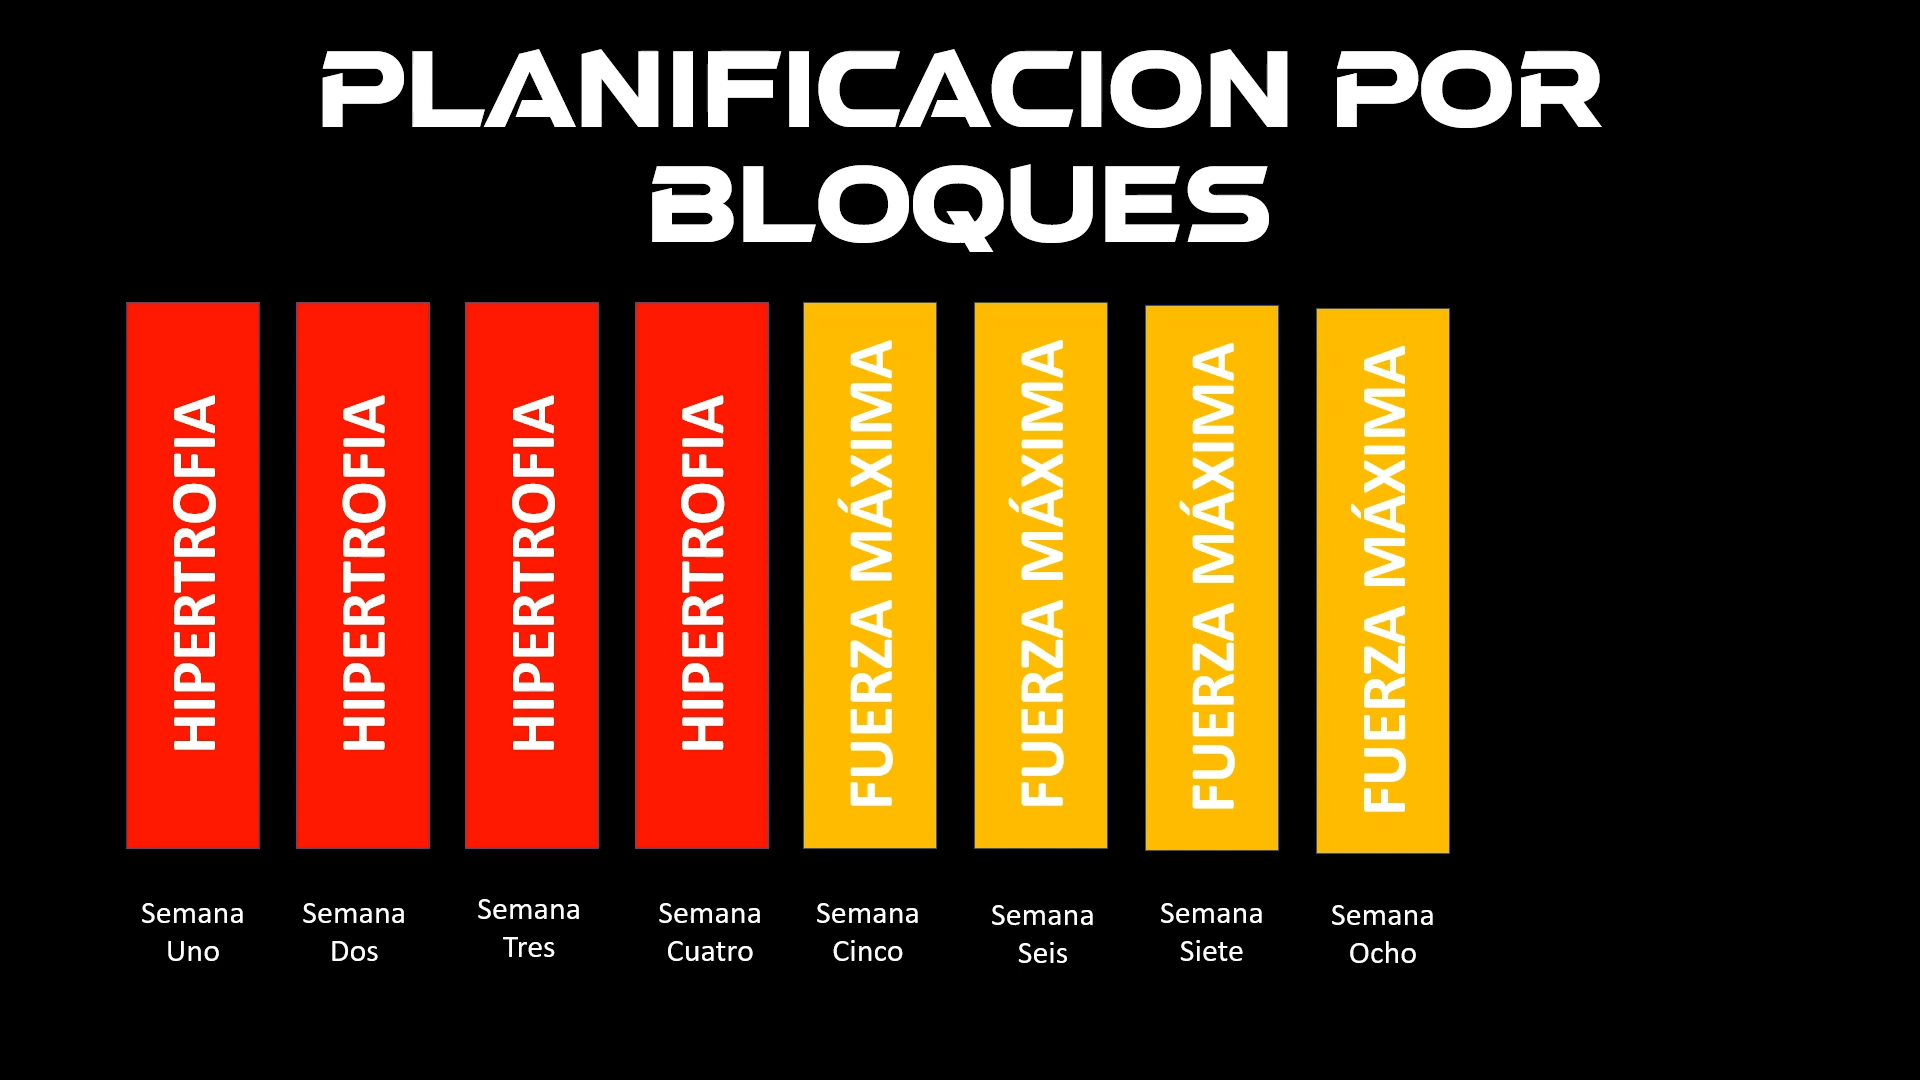 PLANIFICACION POR
BLOQUES
HIPERTROFIA
HIPERTROFIA
HIPERTROFIA
HIPERTROFIA
FUERZA MÁXIMA
FUERZA MÁXIMA
FUERZA MÁXIMA
FUERZA MÁXIMA
Semana
Uno
Semana
Dos
Semana
Tres
Semana
Cuatro
Semana
Cinco
Semana
Seis
Semana
Siete
Semana
Ocho